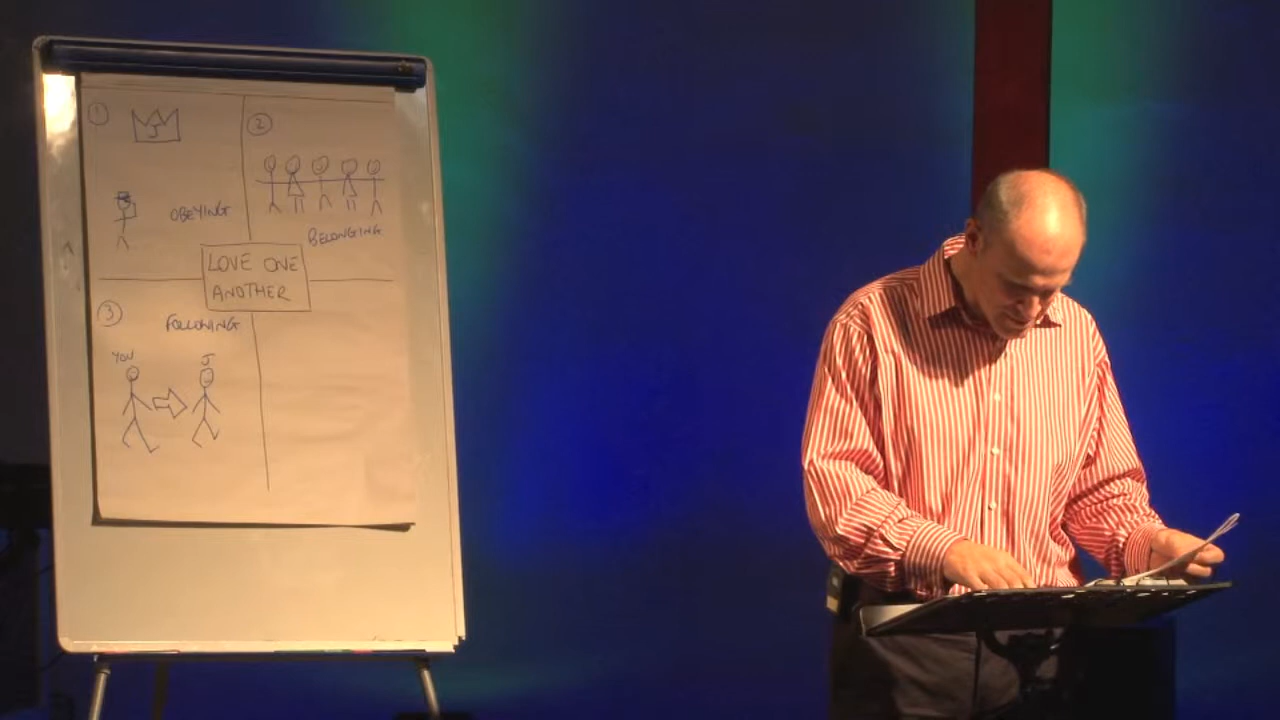 1
J
OBEYING
2
BELONGING
LOVE ONE
ANOTHER
3
FOLLOWING
YOU
J